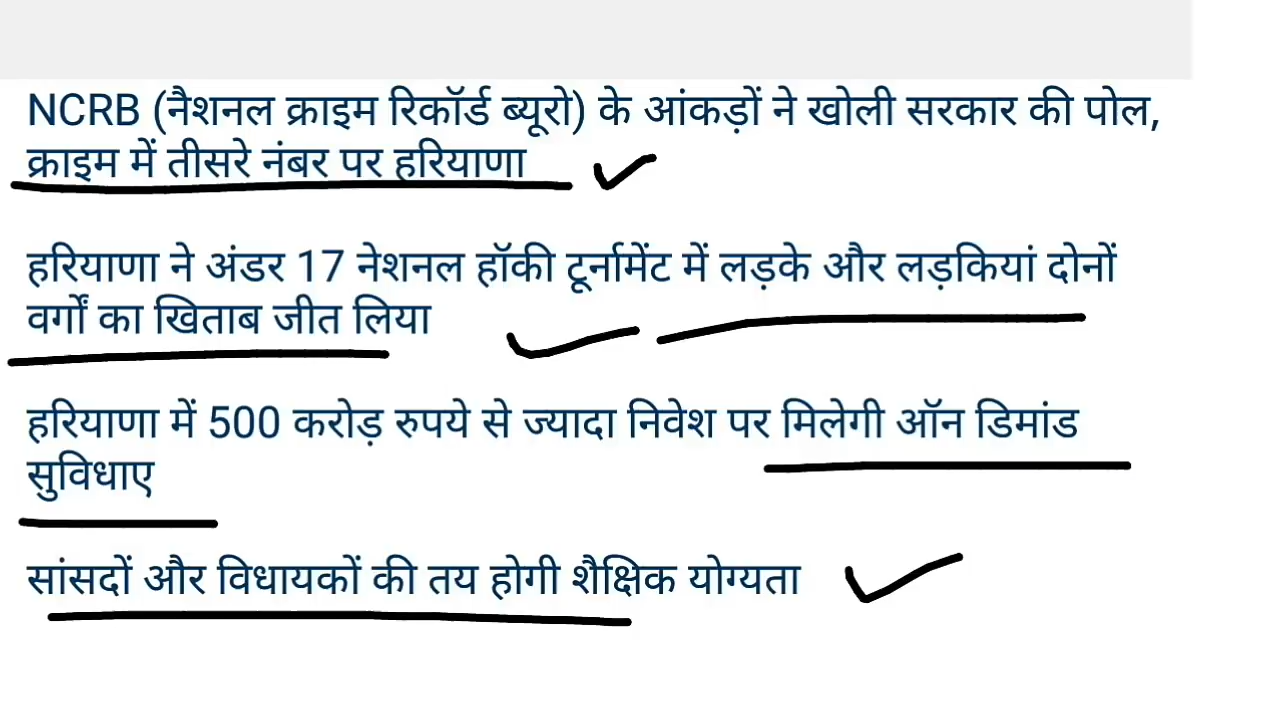 NCRB (नैशनल क्राइम रिकॉर्ड ब्यूरो) के आंकड़ों ने खोली सरकार की पोल,
क्राइम में तीसरे नंबर पर हरियाणा
हरियाणा ने अंडर 17 नेशनल हॉकी टूर्नामेंट में लड़के और लड़कियां दोनों
वर्गों का खिताब जीत लिया
हरियाणा में 500 करोड़ रुपये से ज्यादा निवेश पर मिलेगी ऑन डिमांड
सुविधाए
सांसदों और विधायकों की तय होगी शैक्षिक योग्यता